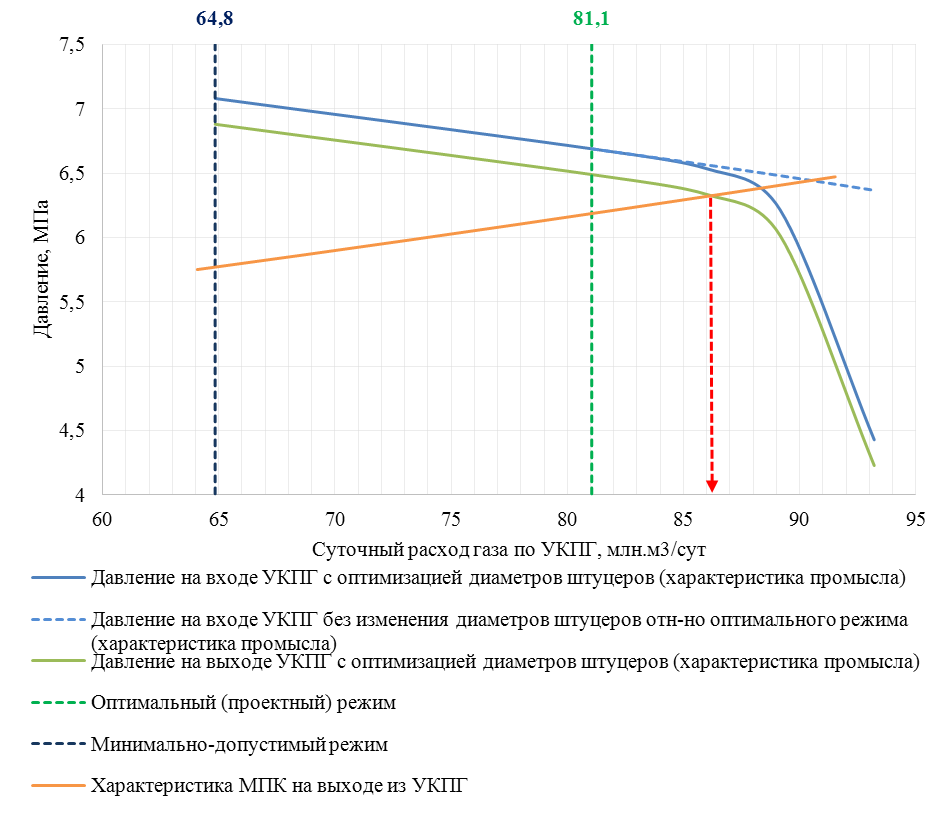 64,8
81,1
7,5
7
6,5
6
5,5
5
4,5
4
Давление, МПа
60
65
70
75
80
85
90
95
Суточный расход газа по УКПГ, млн.м3/сут
Давление на входе УКПГ с оптимизацией диаметров штуцеров (характеристика промысла)
Давление на входе УКПГ без изменения диаметров штуцеров отн-но оптимального режима
(характеристика промысла)
Давление на выходе УКПГ с оптимизацией диаметров штуцеров (характеристика промысла)
Оптимальный (проектный) режим
Минимально-допустимый режим
Характеристика МПК на выходе из УКПГ